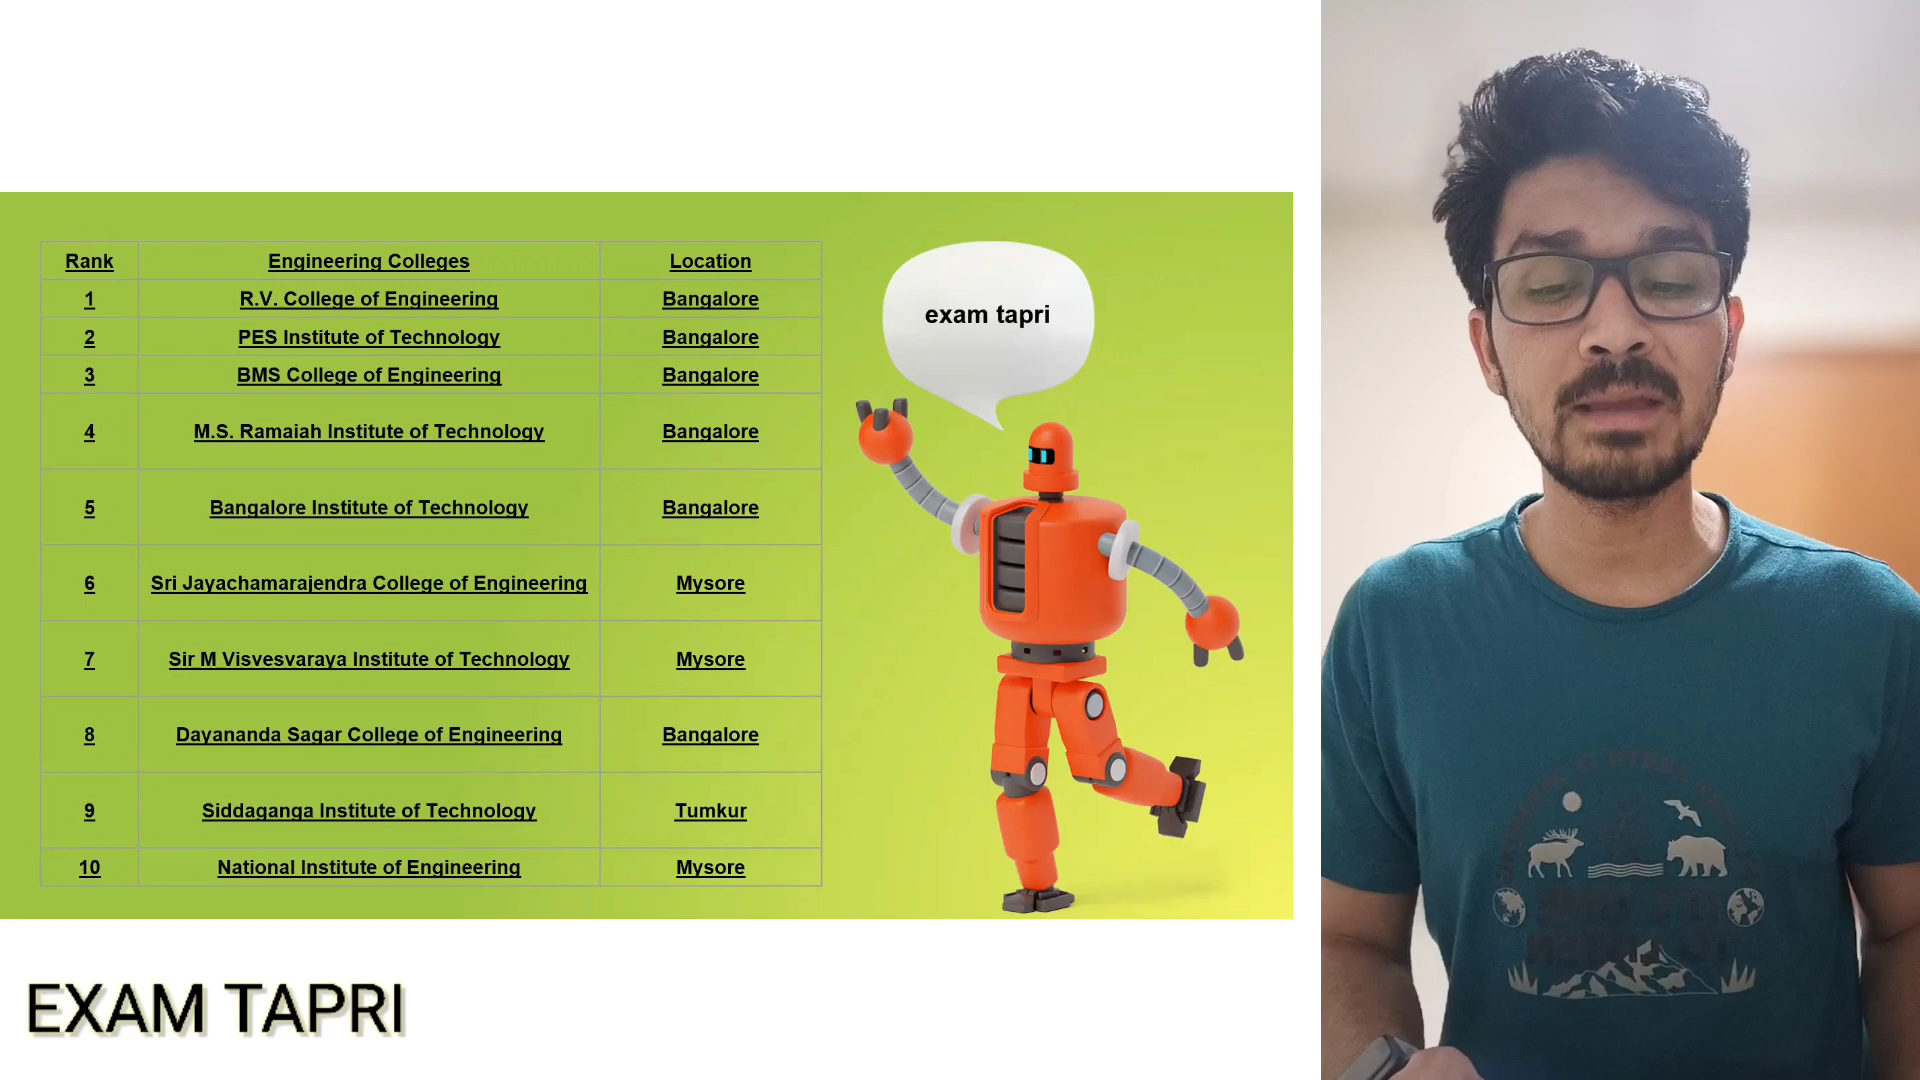 Rank Engineering Colleges Location
1 R.V. College of Engineering Bangalore
2 PES Institute of Technology Bangalore
3 BMS College of Engineering Bangalore
4 M.S. Ramaiah Institute of Technology Bangalore
5 Bangalore Institute of Technology Bangalore
6 Sri Jayachamarajendra College of Engineering Mysore
7 Sir M Visvesvaraya Institute of Technology Mysore
8 Dayananda Sagar College of Engineering Bangalore
9 Siddaganga Institute of Technology Tumkur
10 National Institute of Engineering Mysore
exam tapri
EXAM TAPRI